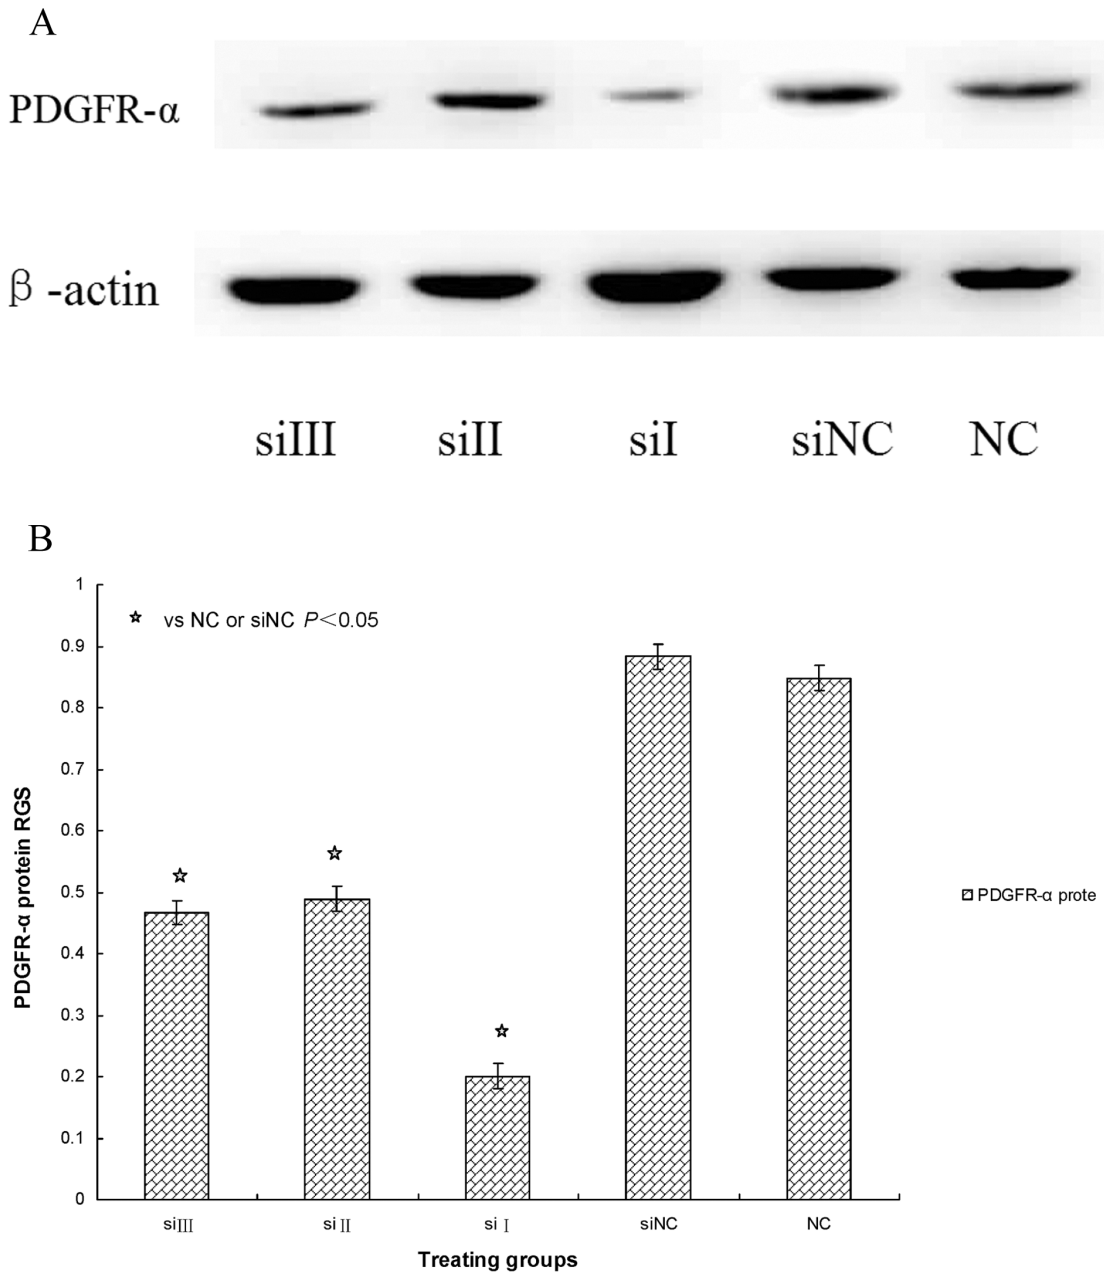 A
PDGFR-α
β-actin
siIII siII siI siNC NC
B
1
☆ vs NC or siNC P<0.05
0.9
0.8
0.7
0.6
0.5
0.4
0.3
0.2
0.1
0
PDGFR-α protein RGS
PDGFR-α prote
siⅢ siⅡ siⅠ siNC NC
Treating groups